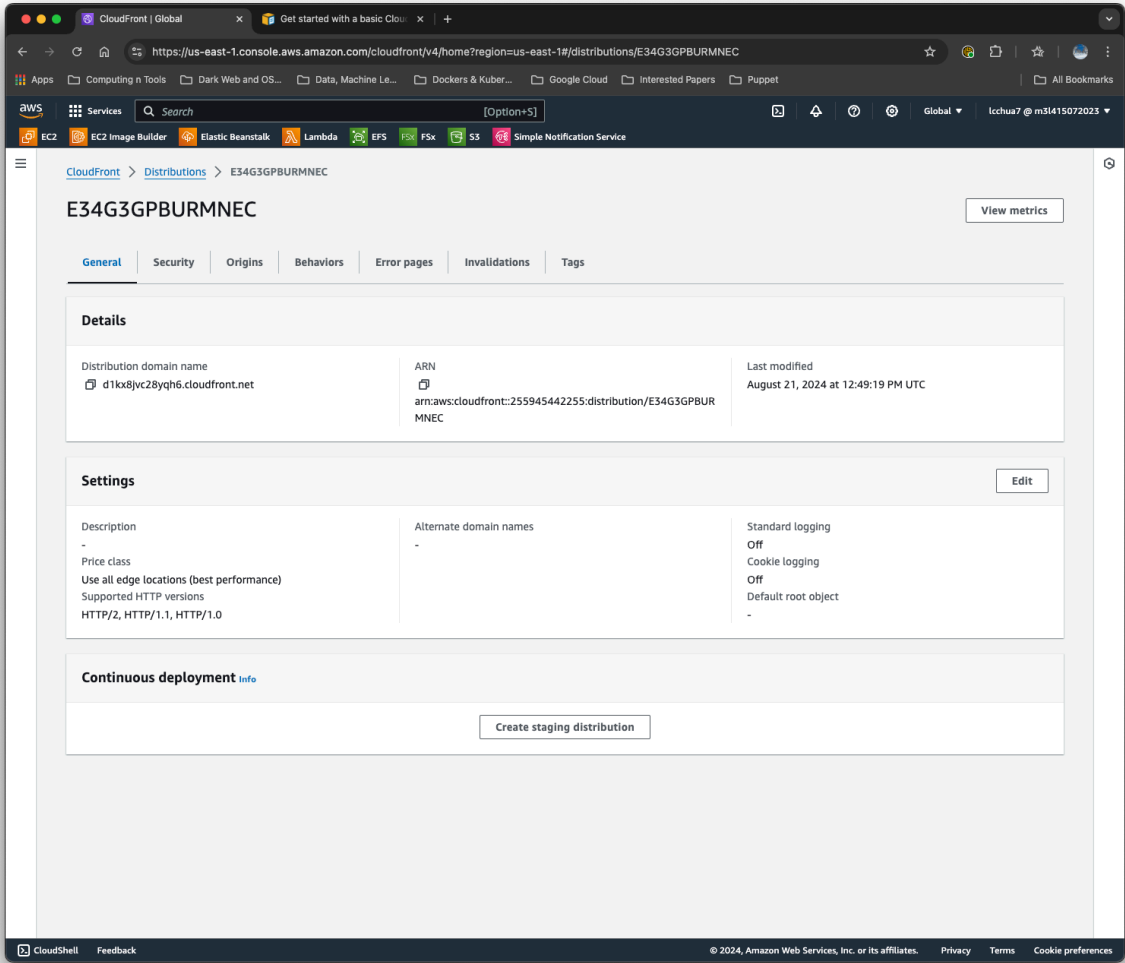 CloudFront | Global
Get started with a basic Clou
https://us-east-1.console.aws.amazon.com/cloudfront/v4/home?region=us-east-1#/distributions/E34G3GPBURMNEC
Apps Computing n Tools Dark Web and OS... Data, Machine Le... Dockers & Kuber... Google Cloud Interested Papers Puppet All Bookmarks
aws Services Search [Option+S] Global lcchua7 @ m3l415072023
EC2 EC2 Image Builder Elastic Beanstalk Lambda EFS FSx FSx S3 Simple Notification Service
CloudFront > Distributions > E34G3GPBURMNEC
E34G3GPBURMNEC
View metrics
General Security Origins Behaviors Error pages Invalidations Tags
Details
Distribution domain name
d1kx8jvc28yqh6.cloudfront.net
ARN
arn:aws:cloudfront::255945442255:distribution/E34G3GPBUR
MNEC
Last modified
August 21, 2024 at 12:49:19 PM UTC
Settings
Edit
Description
-
Price class
Use all edge locations (best performance)
Supported HTTP versions
HTTP/2, HTTP/1.1, HTTP/1.0
Alternate domain names
-
Standard logging
Off
Cookie logging
Off
Default root object
-
Continuous deployment Info
Create staging distribution
CloudShell Feedback © 2024, Amazon Web Services, Inc. or its affiliates. Privacy Terms Cookie preferences